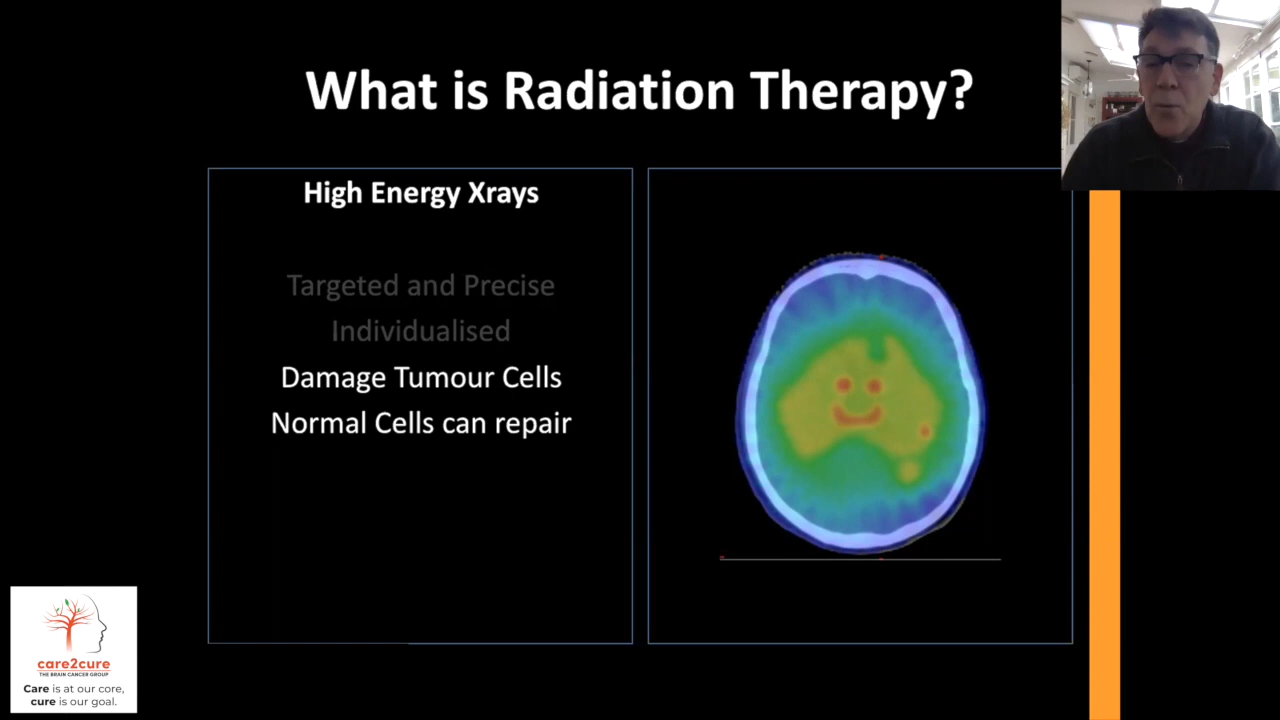 What is Radiation Therapy?
High Energy Xrays
Targeted and Precise
Individualised
Damage Tumour Cells
Normal Cells can repair
care2cure
THE BRAIN CANCER GROUP
Care is at our core,
cure is our goal.